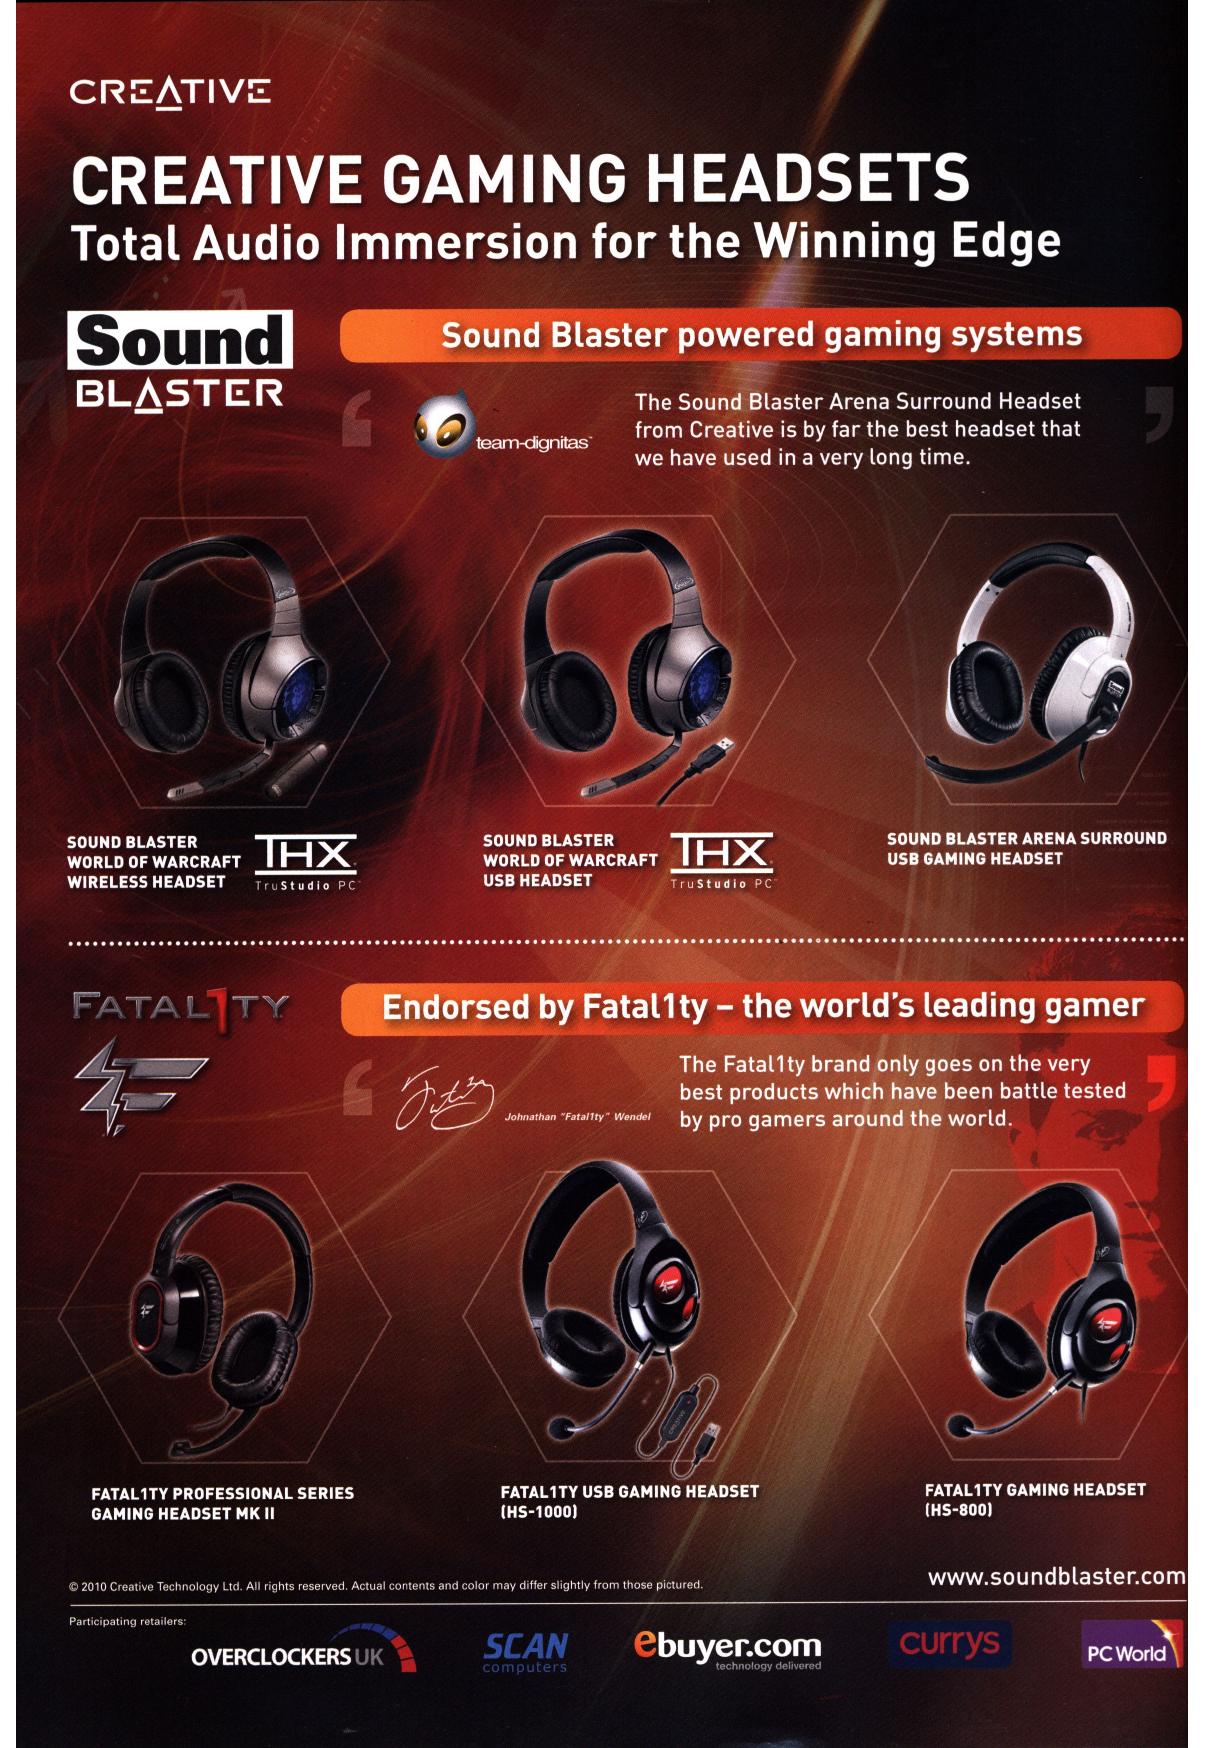 CREATIVE
CREATIVE GAMING HEADSETS
Total Audio Immersion for the Winning Edge
Sound
BLASTER
Sound Blaster powered gaming systems
team-dignitas™
The Sound Blaster Arena Surround Headset
from Creative is by far the best headset that
we have used in a very long time.
SOUND BLASTER
WORLD OF WARCRAFT
WIRELESS HEADSET
THX
TruStudio PC™
SOUND BLASTER
WORLD OF WARCRAFT
USB HEADSET
THX
TruStudio PC™
SOUND BLASTER ARENA SURROUND
USB GAMING HEADSET
FATAL1TY
Endorsed by Fatal1ty – the world's leading gamer
‘
Johnathan "Fatal1ty" Wendel
The Fatal1ty brand only goes on the very
best products which have been battle tested
by pro gamers around the world.
’
FATAL1TY PROFESSIONAL SERIES
GAMING HEADSET MK II
CREATIVE
FATAL1TY USB GAMING HEADSET
(HS-1000)
FATAL1TY GAMING HEADSET
(HS-800)
© 2010 Creative Technology Ltd. All rights reserved. Actual contents and color may differ slightly from those pictured.
www.soundblaster.com
Participating retailers:
OVERCLOCKERS UK
SCAN
computers
ebuyer.com
technology delivered
currys
PC World